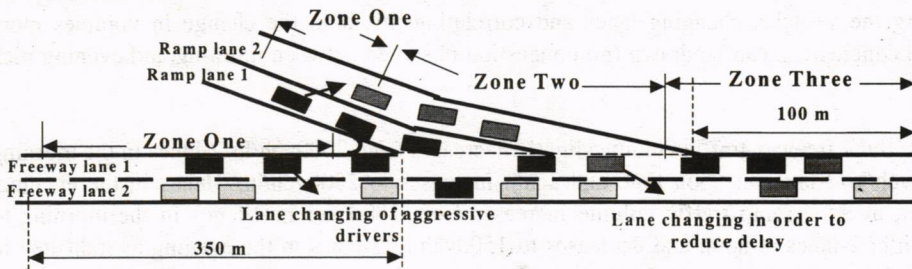 Zone One
Ramp lane 2
Ramp lane 1
Zone Two
Zone Three
100 m
Zone One
Freeway lane 1
Freeway lane 2
Lane changing of aggressive
drivers
Lane changing in order to
reduce delay
350 m